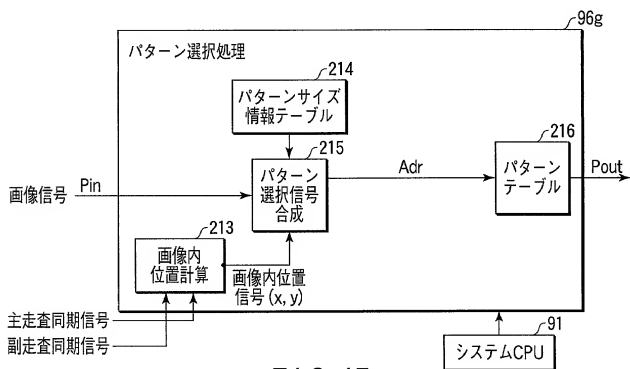 96g
パターン選択処理
214
パターンサイズ
情報テーブル
215
パターン
選択信号
合成
216
パターン
テーブル
画像信号
Pin
Adr
Pout
213
画像内
位置計算
画像内位置
信号(x, y)
主走査同期信号
副走査同期信号
91
システムCPU